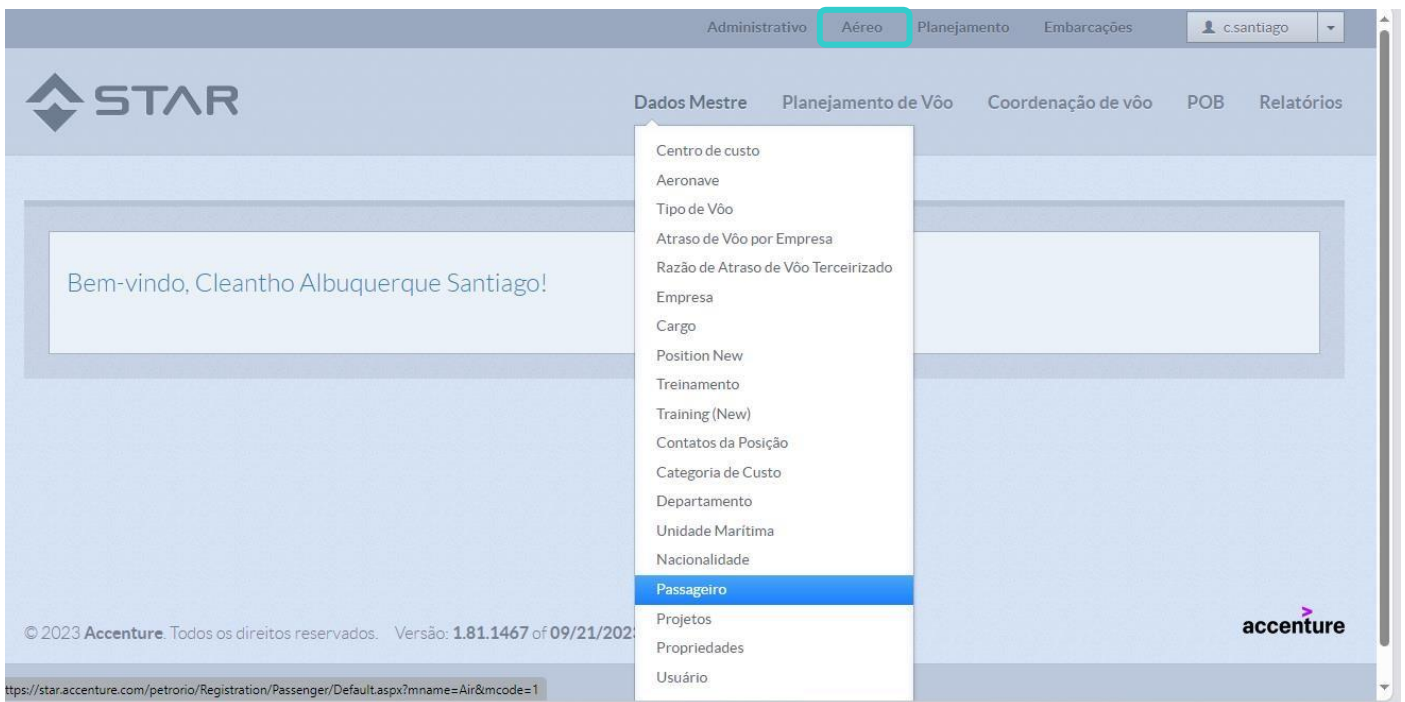 Administrativo Aéreo Planejamento Embarcações c.santiago
STAR
Dados Mestre Planejamento de Vôo Coordenação de vôo POB Relatórios
Centro de custo
Aeronave
Tipo de Vôo
Atraso de Vôo por Empresa
Razão de Atraso de Vôo Terceirizado
Bem-vindo, Cleantho Albuquerque Santiago!
Empresa
Cargo
Position New
Treinamento
Training (New)
Contatos da Posição
Categoria de Custo
Departamento
Unidade Marítima
Nacionalidade
Passageiro
Projetos
Propriedades
Usuário
© 2023 Accenture. Todos os direitos reservados. Versão: 1.81.1467 of 09/21/202
accenture
ttps://star.accenture.com/petrorio/Registration/Passenger/Default.aspx?mname=Air&mcode=1